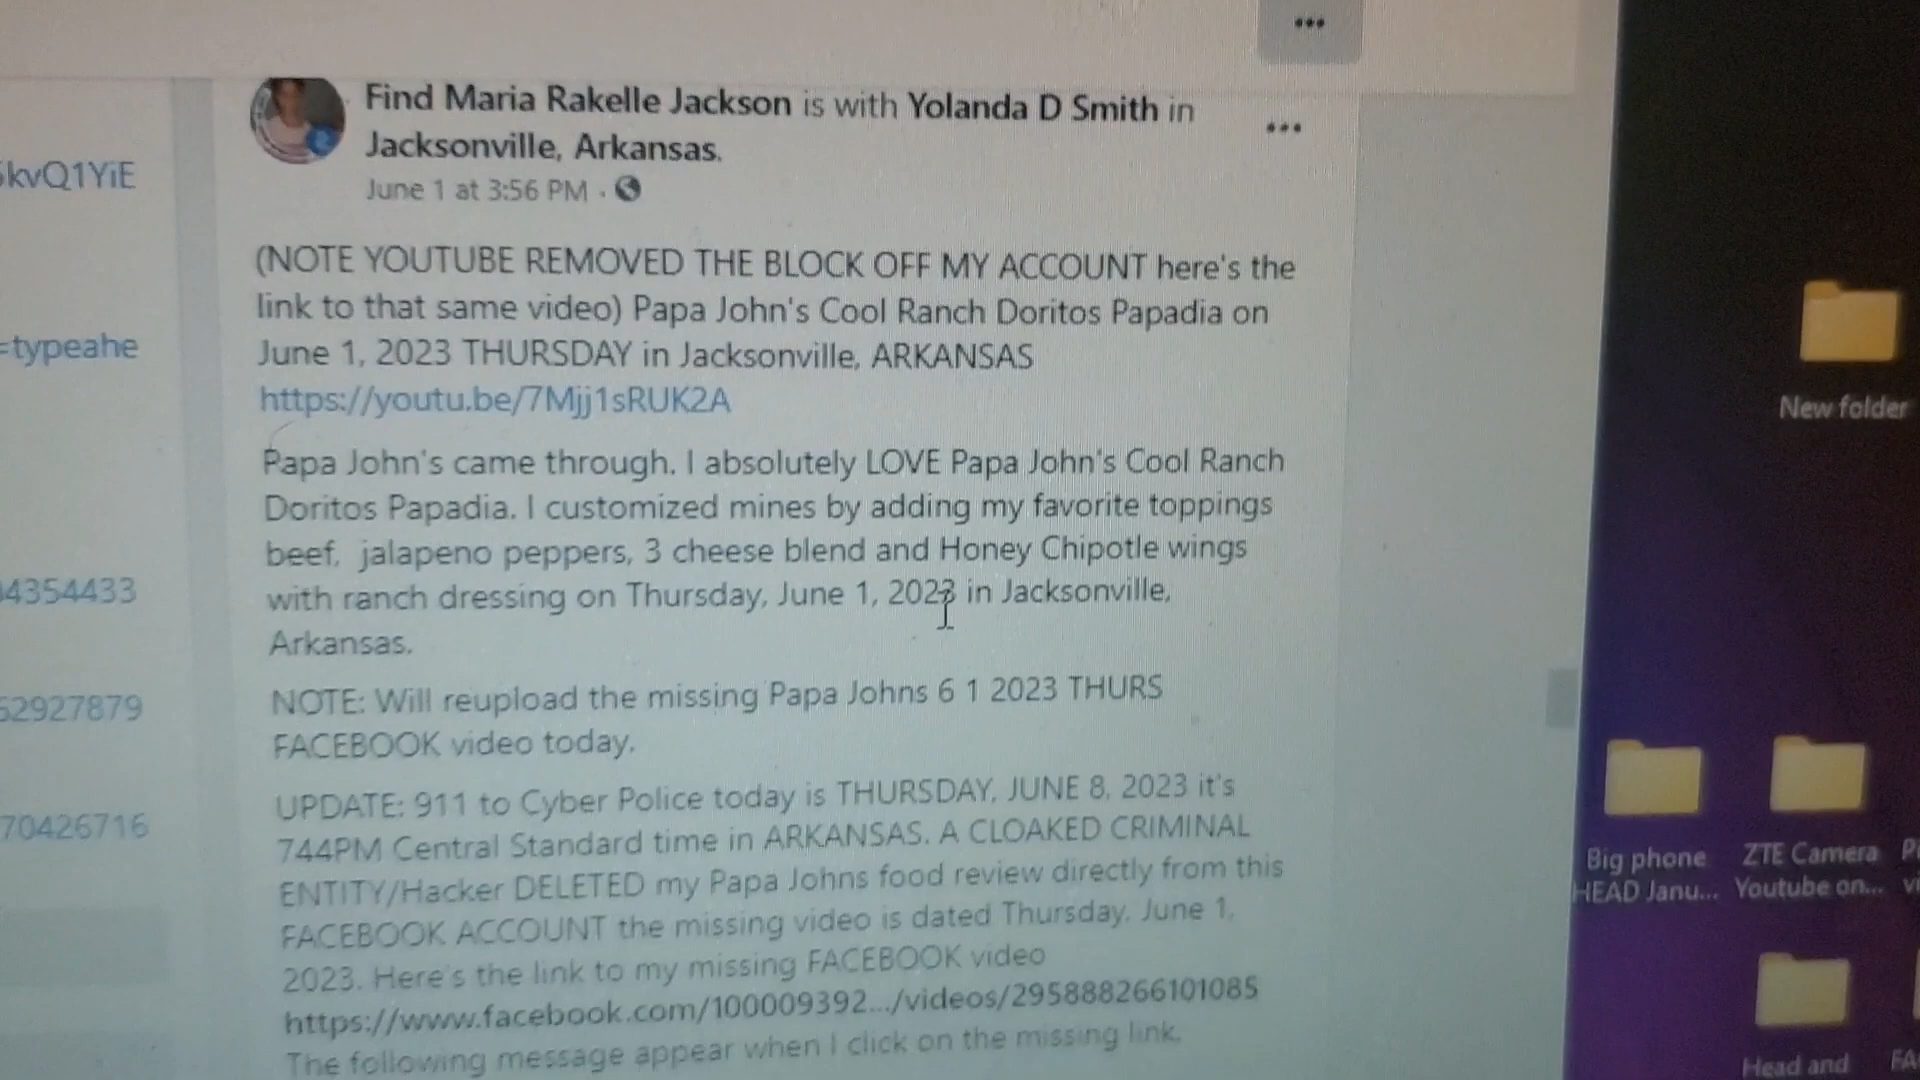 Find Maria Rakelle Jackson is with Yolanda D Smith in
Jacksonville, Arkansas.
June 1 at 3:56 PM ·
(NOTE YOUTUBE REMOVED THE BLOCK OFF MY ACCOUNT here's the
link to that same video) Papa John's Cool Ranch Doritos Papadia on
June 1, 2023 THURSDAY in Jacksonville, ARKANSAS
https://youtu.be/7Mjj1sRUK2A
Papa John's came through. I absolutely LOVE Papa John's Cool Ranch
Doritos Papadia. I customized mines by adding my favorite toppings
beef, jalapeno peppers, 3 cheese blend and Honey Chipotle wings
with ranch dressing on Thursday, June 1, 2023 in Jacksonville,
Arkansas.
NOTE: Will reupload the missing Papa Johns 6 1 2023 THURS
FACEBOOK video today.
UPDATE: 911 to Cyber Police today is THURSDAY, JUNE 8, 2023 it's
744PM Central Standard time in ARKANSAS. A CLOAKED CRIMINAL
ENTITY/Hacker DELETED my Papa Johns food review directly from this
FACEBOOK ACCOUNT the missing video is dated Thursday, June 1,
2023. Here's the link to my missing FACEBOOK video
https://www.facebook.com/100009392.../videos/295888266101085
The following message appear when I click on the missing link.
kvQ1YiE
=typeahe
4354433
52927879
70426716
New folder
Big phone
HEAD Janu...
ZTE Camera
Youtube on...
Head and